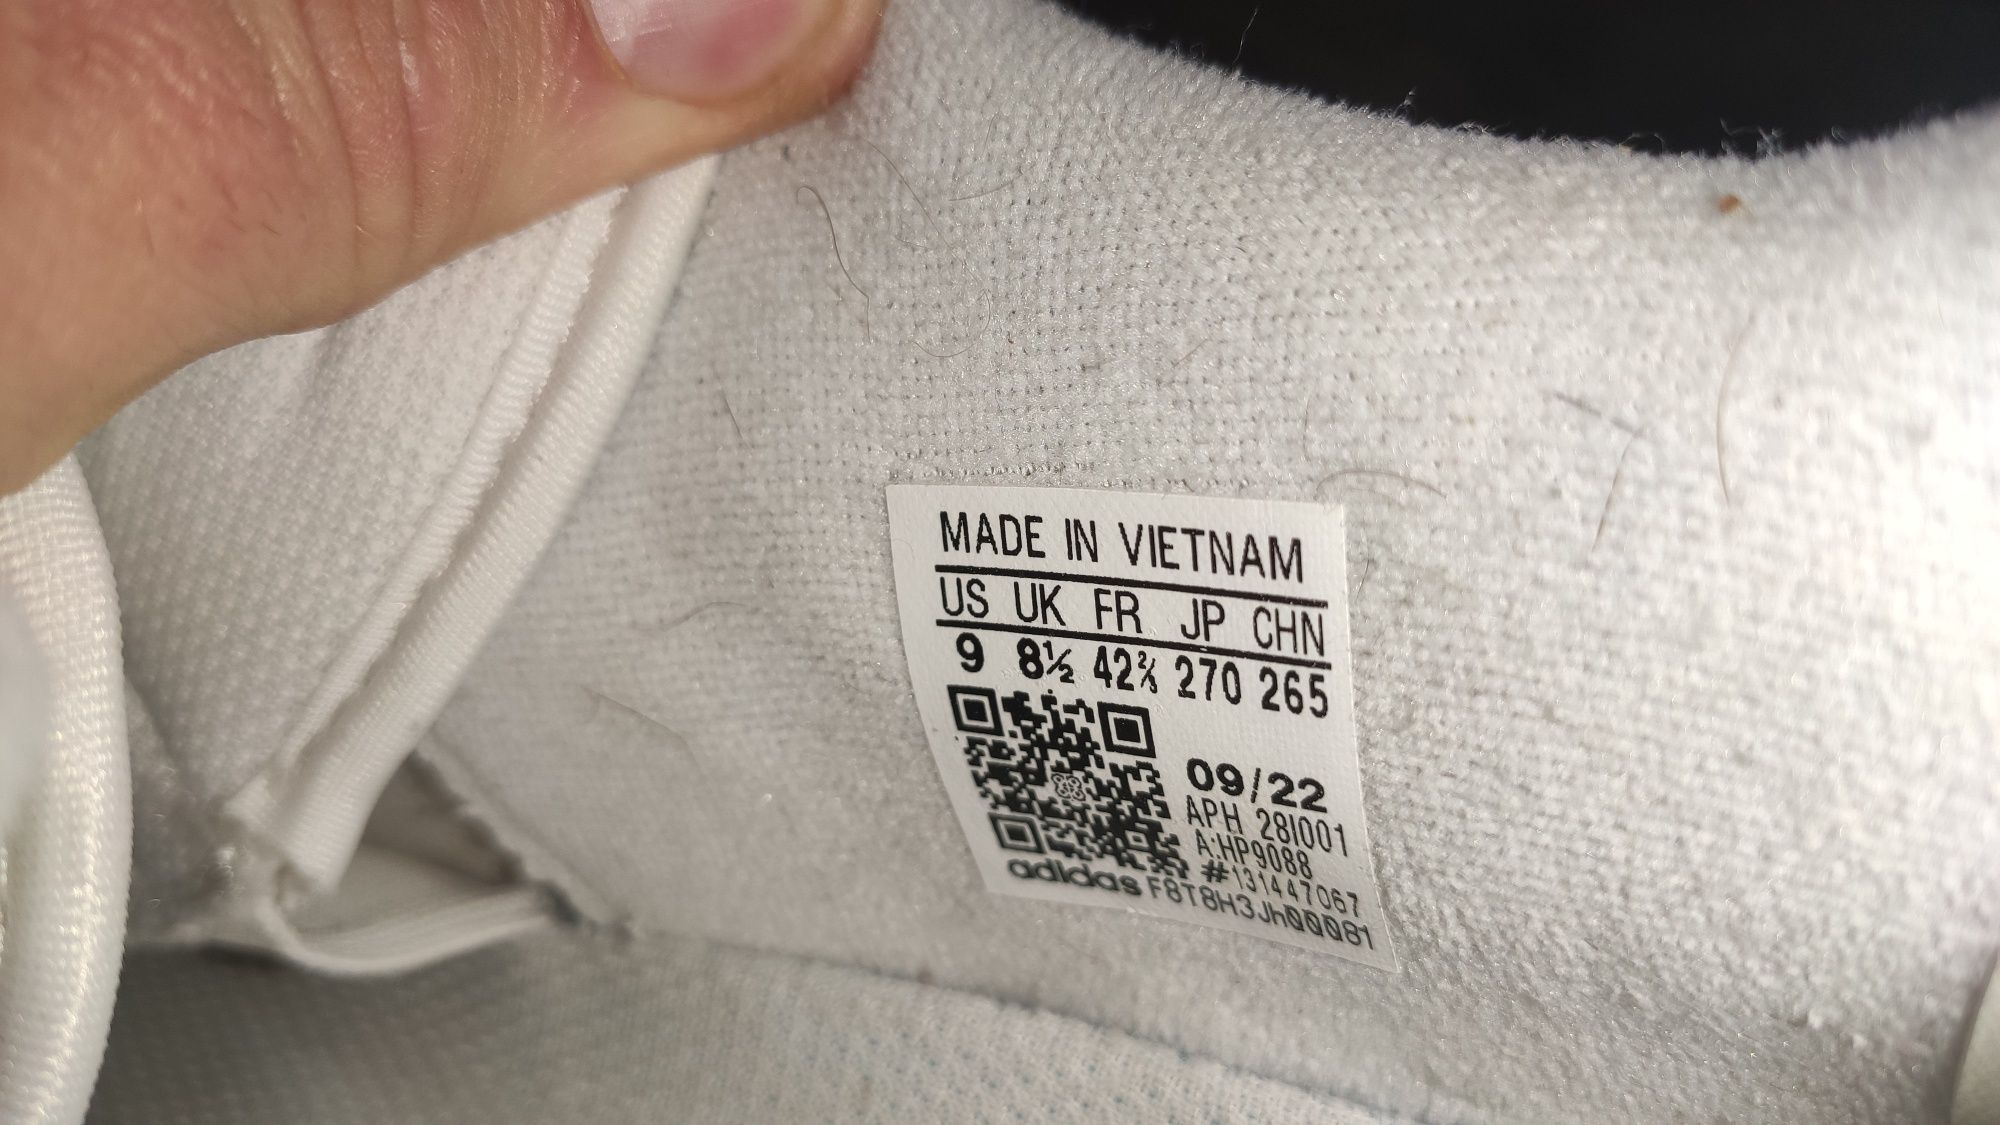 MADE IN VIETNAM
US UK FR JP CHN
9 8½ 42⅔ 270 265
09/22
APH 28I001
A:HP9088
#131447067
adidas F8T8H3Jh00081